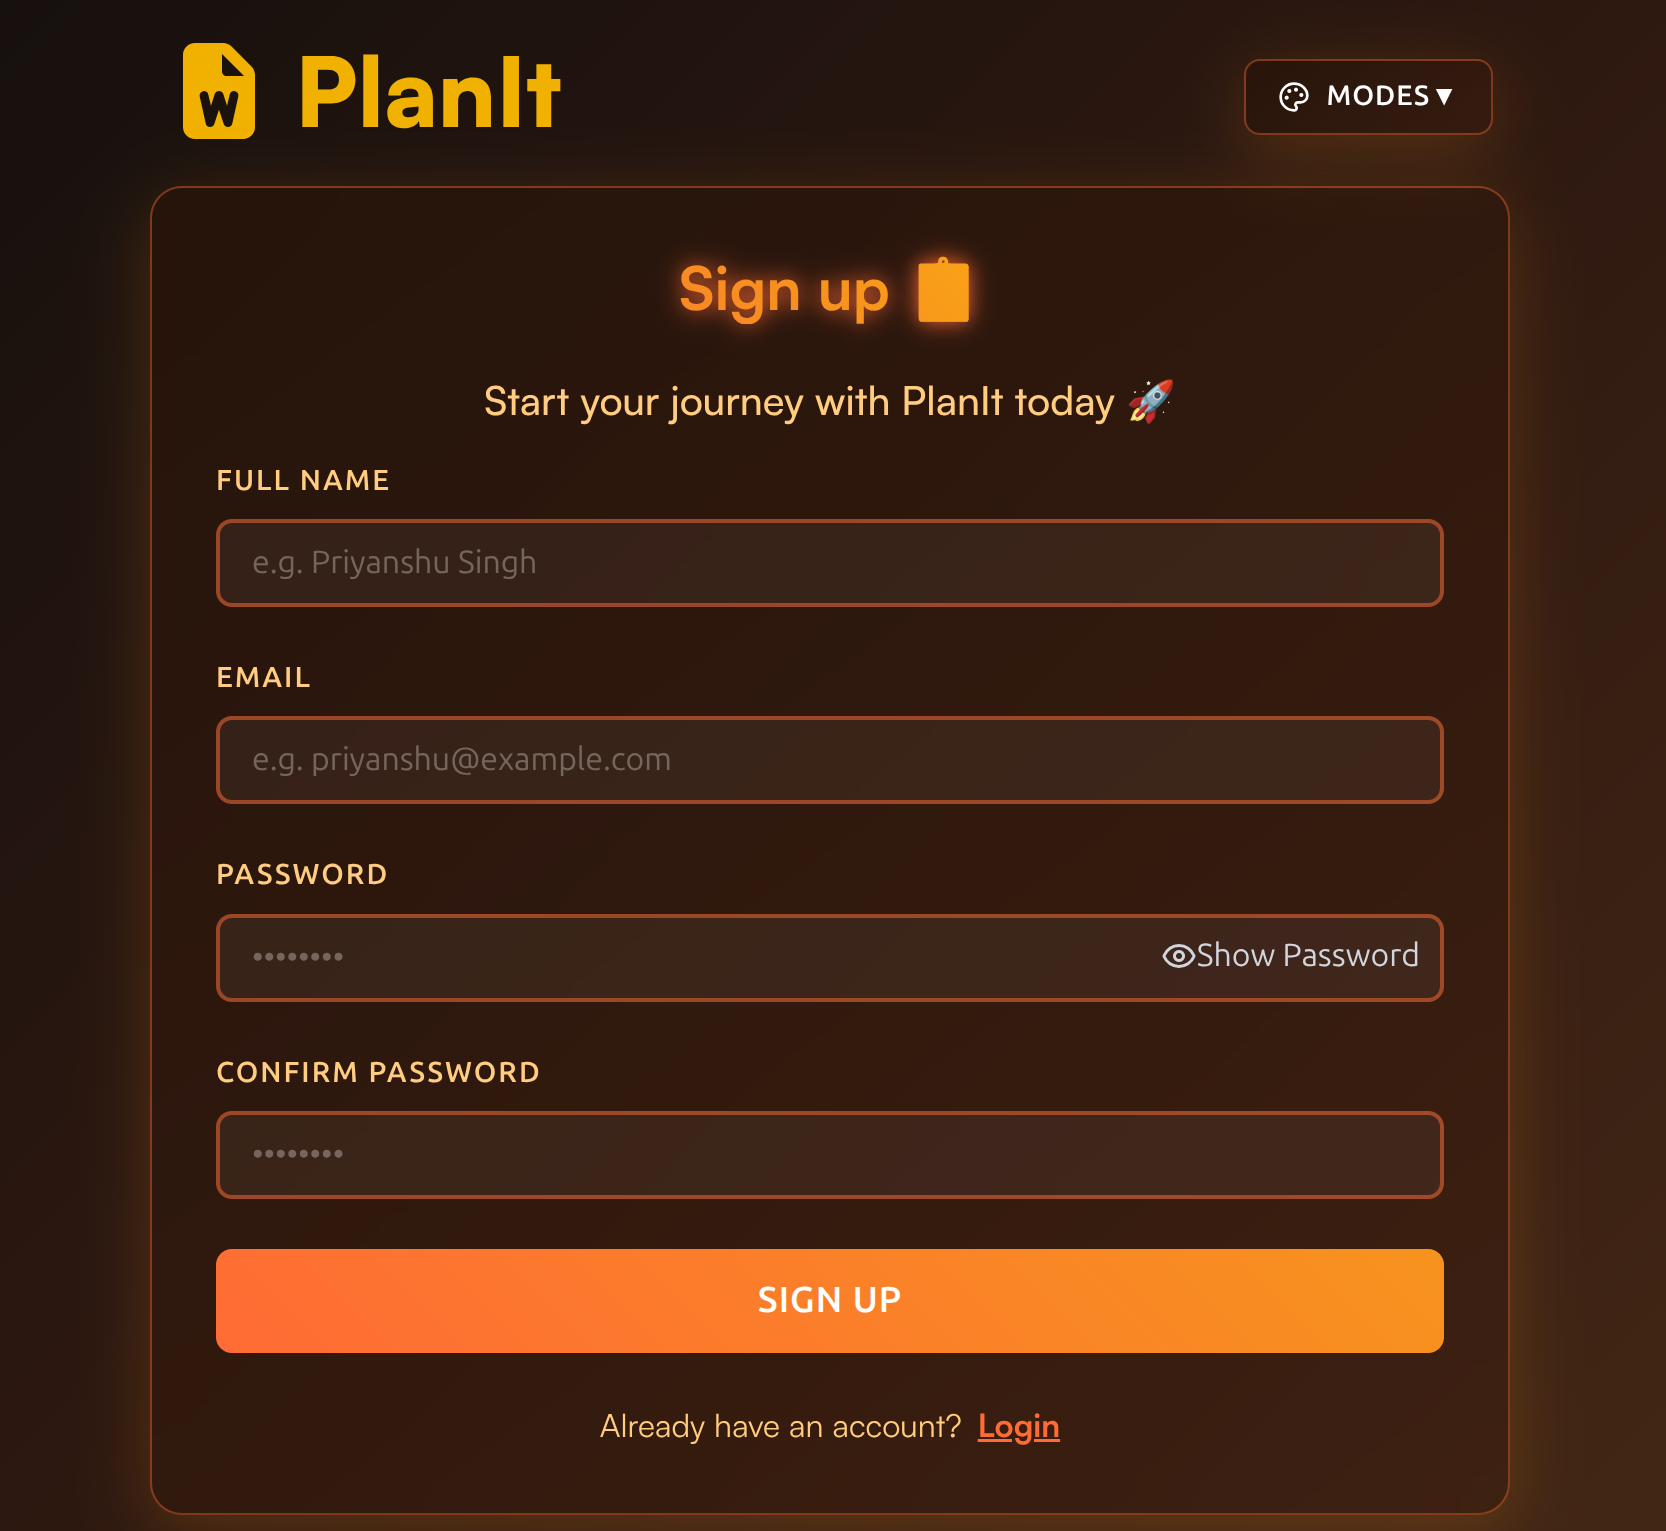 W PlanIt
MODES ▼
Sign up 📋
Start your journey with PlanIt today 🚀
FULL NAME
e.g. Priyanshu Singh
EMAIL
e.g. priyanshu@example.com
PASSWORD
••••••••
Show Password
CONFIRM PASSWORD
••••••••
SIGN UP
Already have an account? Login